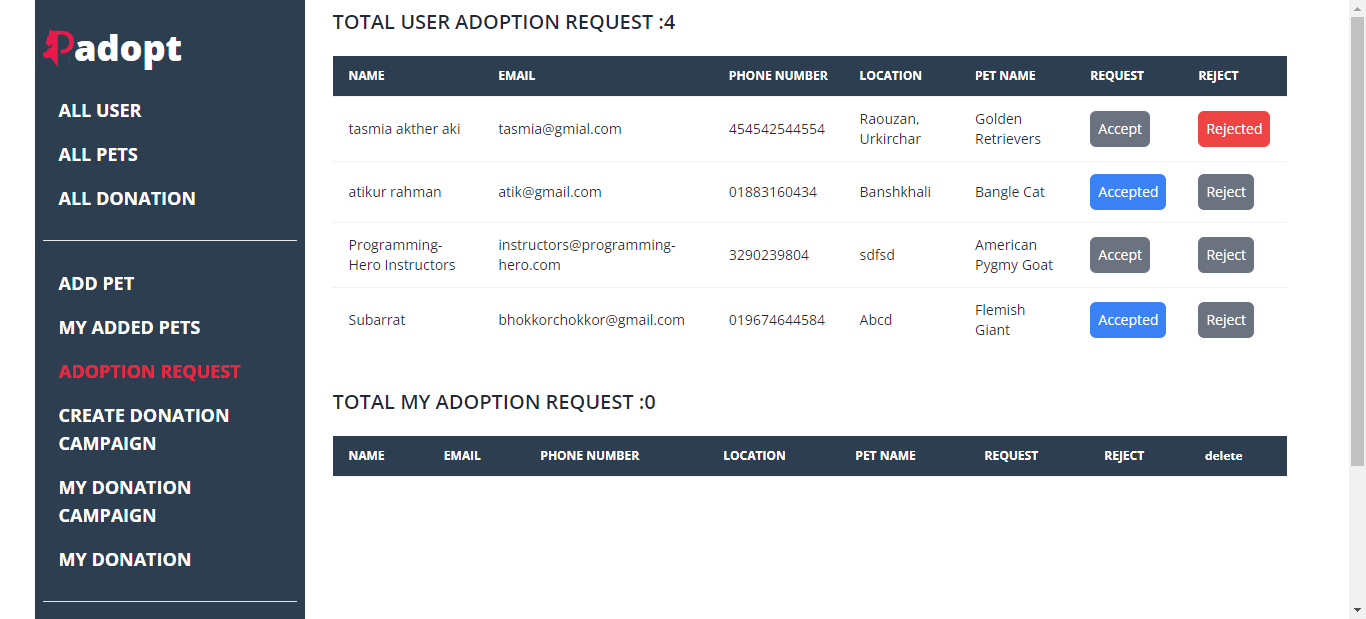 Padopt
ALL USER
ALL PETS
ALL DONATION
ADD PET
MY ADDED PETS
ADOPTION REQUEST
CREATE DONATION
CAMPAIGN
MY DONATION
CAMPAIGN
MY DONATION
TOTAL USER ADOPTION REQUEST :4
NAME EMAIL PHONE NUMBER LOCATION PET NAME REQUEST REJECT
tasmia akther aki tasmia@gmial.com 454542544554 Raouzan, Urkirchar Golden Retrievers Accept Rejected
atikur rahman atik@gmail.com 01883160434 Banshkhali Bangle Cat Accepted Reject
Programming-Hero Instructors instructors@programming-hero.com 3290239804 sdfsd American Pygmy Goat Accept Reject
Subarrat bhokkorchokkor@gmail.com 019674644584 Abcd Flemish Giant Accepted Reject
TOTAL MY ADOPTION REQUEST :0
NAME EMAIL PHONE NUMBER LOCATION PET NAME REQUEST REJECT delete